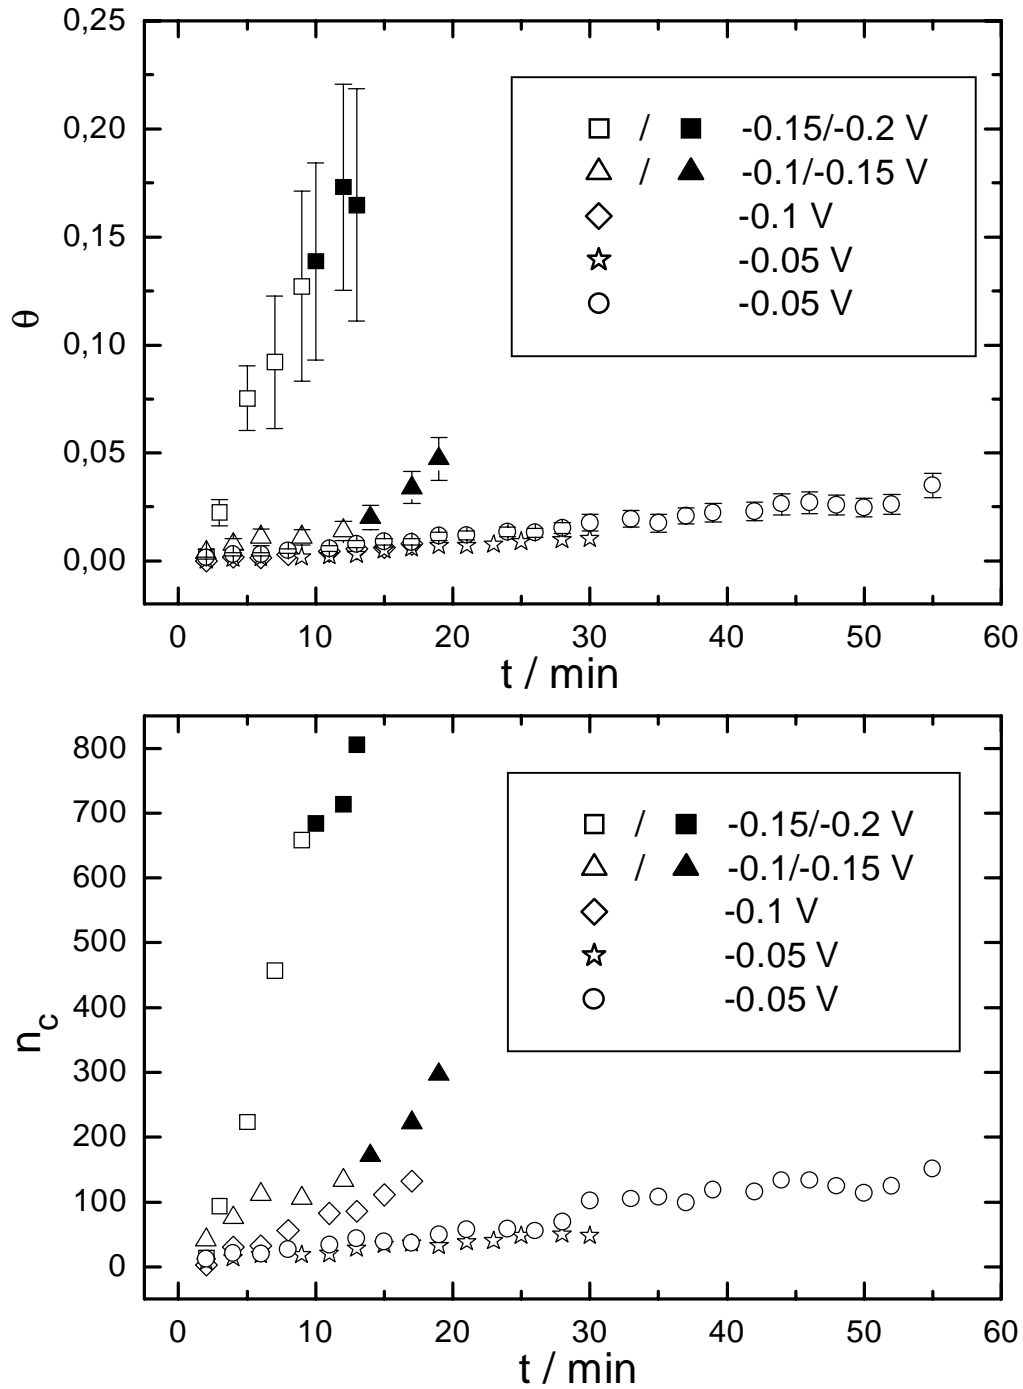 0,25
0,20
0,15
0,10
0,05
0,00
θ
/ -0.15/-0.2 V
/ -0.1/-0.15 V
-0.1 V
-0.05 V
-0.05 V
0 10 20 30 40 50 60
t / min
800
700
600
500
400
300
200
100
0
n_c
/ -0.15/-0.2 V
/ -0.1/-0.15 V
-0.1 V
-0.05 V
-0.05 V
0 10 20 30 40 50 60
t / min